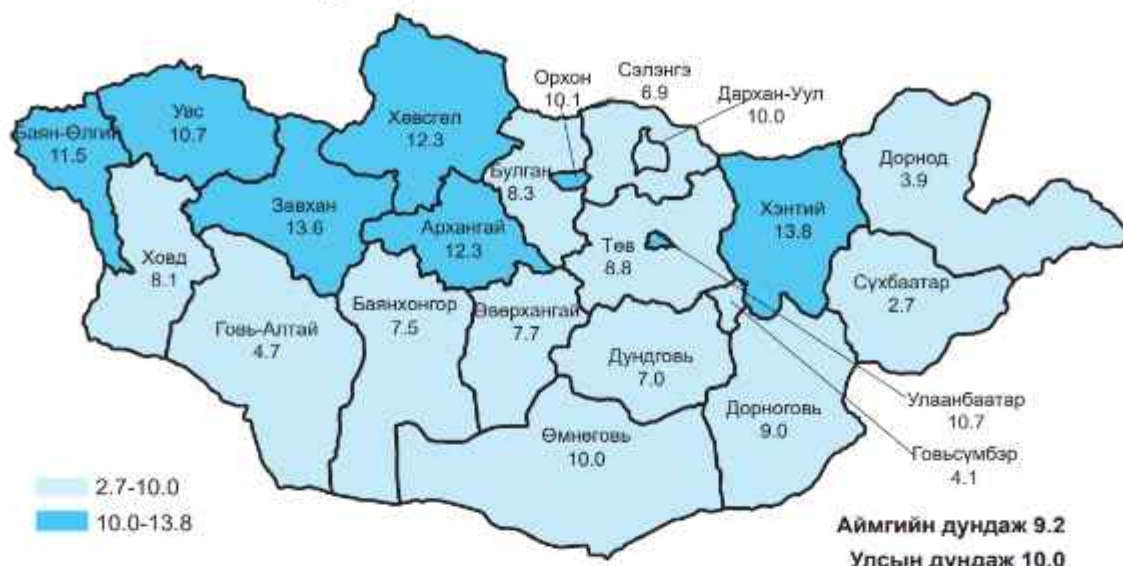 Орхон
10.1
Сэлэнгэ
6.9
Дархан-Уул
10.0
Увс
10.7
Хөвсгөл
12.3
Баян-Өлгий
11.5
Дорнод
3.9
Булган
8.3
Завхан
13.6
Архангай
12.3
Хэнтий
13.8
Төв
8.8
Ховд
8.1
Сүхбаатар
2.7
Баянхонгор
7.5
Өвөрхангай
7.7
Говь-Алтай
4.7
Дундговь
7.0
Улаанбаатар
10.7
Дорноговь
9.0
Өмнөговь
10.0
Говьсүмбэр
4.1
2.7-10.0
10.0-13.8
Аймгийн дундаж 9.2
Улсын дундаж 10.0